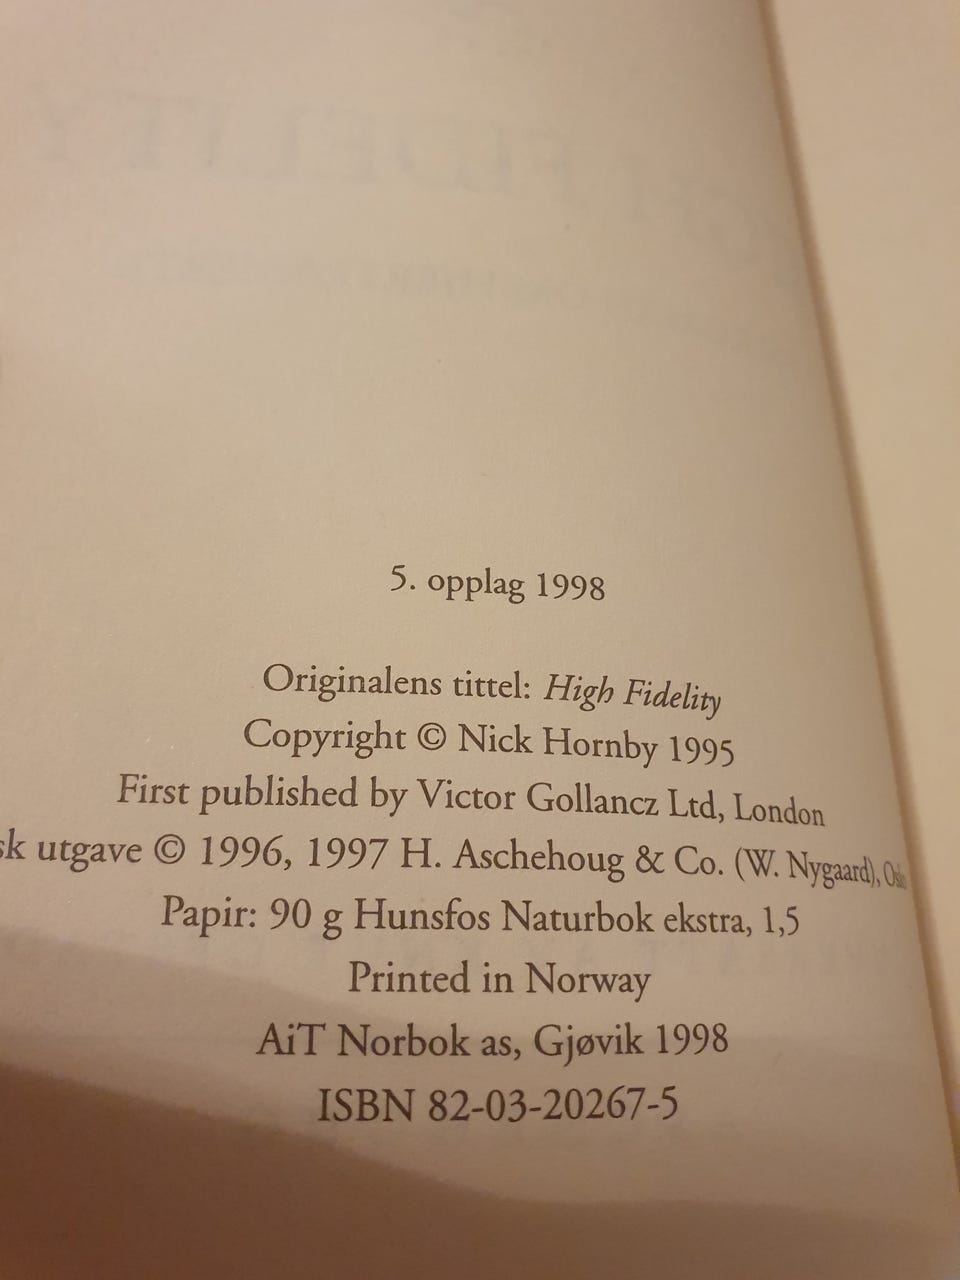 5. opplag 1998
Originalens tittel: High Fidelity
Copyright © Nick Hornby 1995
First published by Victor Gollancz Ltd, London
utgave © 1996, 1997 H. Aschehoug & Co. (W. Nygaard), Oslo
Papir: 90 g Hunsfos Naturbok ekstra, 1,5
Printed in Norway
AiT Norbok as, Gjøvik 1998
ISBN 82-03-20267-5